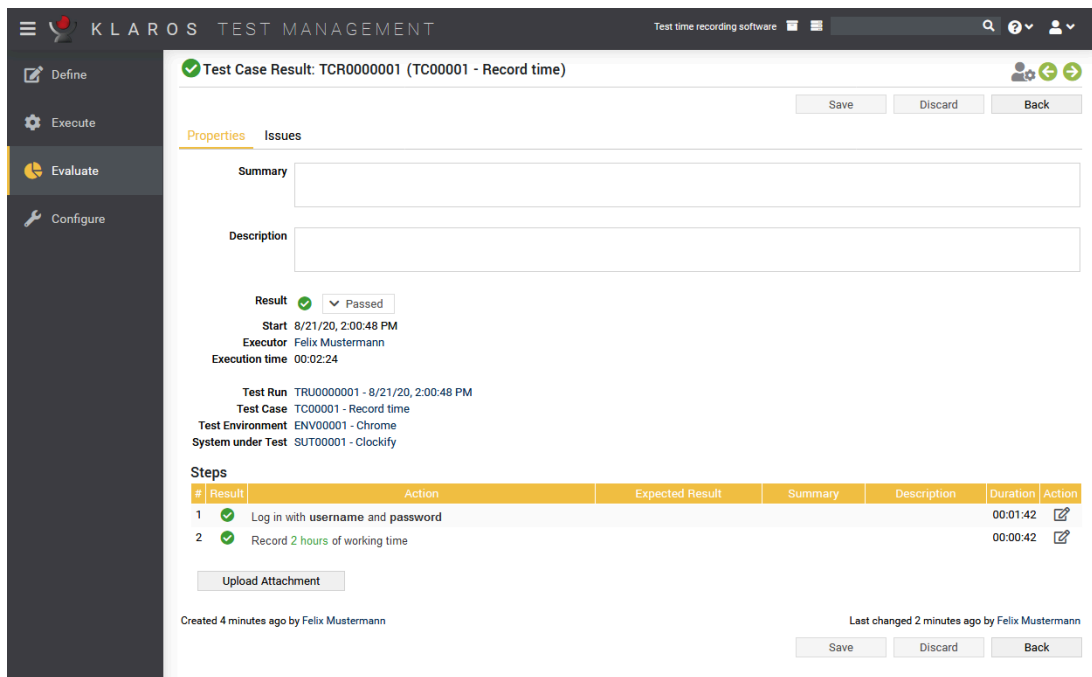 KLAROS TEST MANAGEMENT
Test time recording software
Define
Execute
Evaluate
Configure
Test Case Result: TCR0000001 (TC00001 - Record time)
Save Discard Back
Properties Issues
Summary
Description
Result Passed
Start 8/21/20, 2:00:48 PM
Executor Felix Mustermann
Execution time 00:02:24
Test Run TRU0000001 - 8/21/20, 2:00:48 PM
Test Case TC00001 - Record time
Test Environment ENV00001 - Chrome
System under Test SUT00001 - Clockify
Steps
# Result Action Expected Result Summary Description Duration Action
1 Log in with username and password 00:01:42
2 Record 2 hours of working time 00:00:42
Upload Attachment
Created 4 minutes ago by Felix Mustermann Last changed 2 minutes ago by Felix Mustermann
Save Discard Back